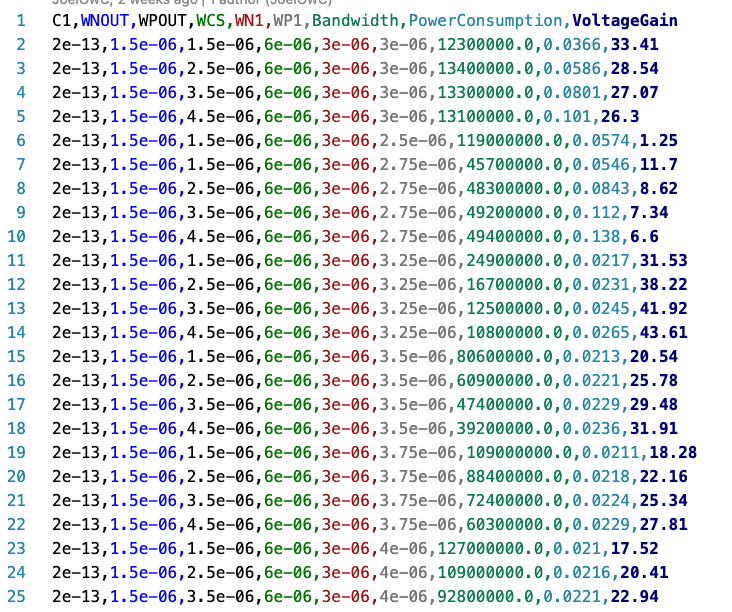 JoelGWC, 2 weeks ago | 1 author (JoelGWC)
1 C1,WNOUT,WPOUT,WCS,WN1,WP1,Bandwidth,PowerConsumption,VoltageGain
2 2e-13,1.5e-06,1.5e-06,6e-06,3e-06,3e-06,12300000.0,0.0366,33.41
3 2e-13,1.5e-06,2.5e-06,6e-06,3e-06,3e-06,13400000.0,0.0586,28.54
4 2e-13,1.5e-06,3.5e-06,6e-06,3e-06,3e-06,13300000.0,0.0801,27.07
5 2e-13,1.5e-06,4.5e-06,6e-06,3e-06,3e-06,13100000.0,0.101,26.3
6 2e-13,1.5e-06,1.5e-06,6e-06,3e-06,2.5e-06,119000000.0,0.0574,1.25
7 2e-13,1.5e-06,1.5e-06,6e-06,3e-06,2.75e-06,45700000.0,0.0546,11.7
8 2e-13,1.5e-06,2.5e-06,6e-06,3e-06,2.75e-06,48300000.0,0.0843,8.62
9 2e-13,1.5e-06,3.5e-06,6e-06,3e-06,2.75e-06,49200000.0,0.112,7.34
10 2e-13,1.5e-06,4.5e-06,6e-06,3e-06,2.75e-06,49400000.0,0.138,6.6
11 2e-13,1.5e-06,1.5e-06,6e-06,3e-06,3.25e-06,24900000.0,0.0217,31.53
12 2e-13,1.5e-06,2.5e-06,6e-06,3e-06,3.25e-06,16700000.0,0.0231,38.22
13 2e-13,1.5e-06,3.5e-06,6e-06,3e-06,3.25e-06,12500000.0,0.0245,41.92
14 2e-13,1.5e-06,4.5e-06,6e-06,3e-06,3.25e-06,10800000.0,0.0265,43.61
15 2e-13,1.5e-06,1.5e-06,6e-06,3e-06,3.5e-06,80600000.0,0.0213,20.54
16 2e-13,1.5e-06,2.5e-06,6e-06,3e-06,3.5e-06,60900000.0,0.0221,25.78
17 2e-13,1.5e-06,3.5e-06,6e-06,3e-06,3.5e-06,47400000.0,0.0229,29.48
18 2e-13,1.5e-06,4.5e-06,6e-06,3e-06,3.5e-06,39200000.0,0.0236,31.91
19 2e-13,1.5e-06,1.5e-06,6e-06,3e-06,3.75e-06,109000000.0,0.0211,18.28
20 2e-13,1.5e-06,2.5e-06,6e-06,3e-06,3.75e-06,88400000.0,0.0218,22.16
21 2e-13,1.5e-06,3.5e-06,6e-06,3e-06,3.75e-06,72400000.0,0.0224,25.34
22 2e-13,1.5e-06,4.5e-06,6e-06,3e-06,3.75e-06,60300000.0,0.0229,27.81
23 2e-13,1.5e-06,1.5e-06,6e-06,3e-06,4e-06,127000000.0,0.021,17.52
24 2e-13,1.5e-06,2.5e-06,6e-06,3e-06,4e-06,109000000.0,0.0216,20.41
25 2e-13,1.5e-06,3.5e-06,6e-06,3e-06,4e-06,92800000.0,0.0221,22.94